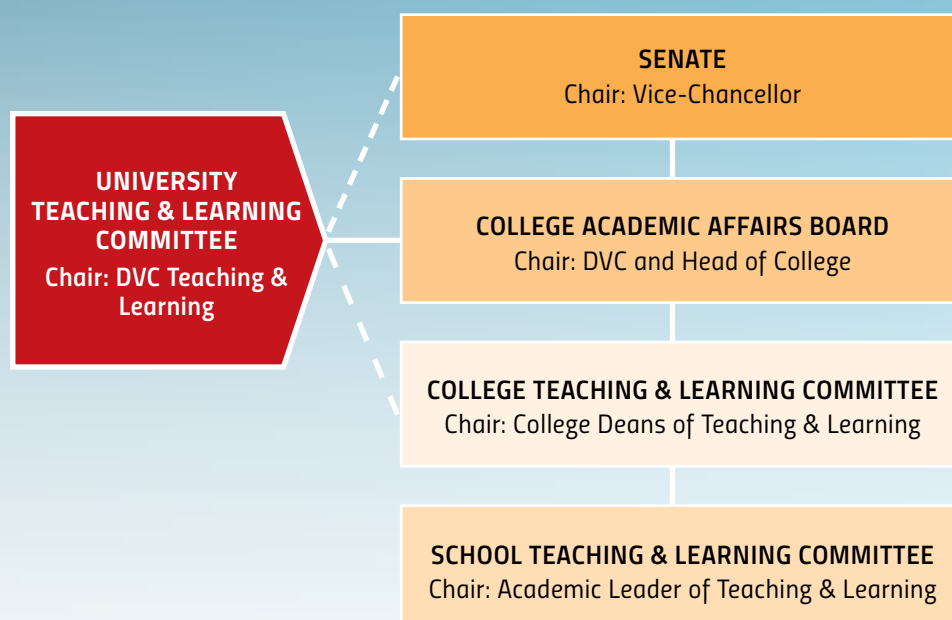 UNIVERSITY
TEACHING & LEARNING
COMMITTEE
Chair: DVC Teaching &
Learning
SENATE
Chair: Vice-Chancellor
COLLEGE ACADEMIC AFFAIRS BOARD
Chair: DVC and Head of College
COLLEGE TEACHING & LEARNING COMMITTEE
Chair: College Deans of Teaching & Learning
SCHOOL TEACHING & LEARNING COMMITTEE
Chair: Academic Leader of Teaching & Learning